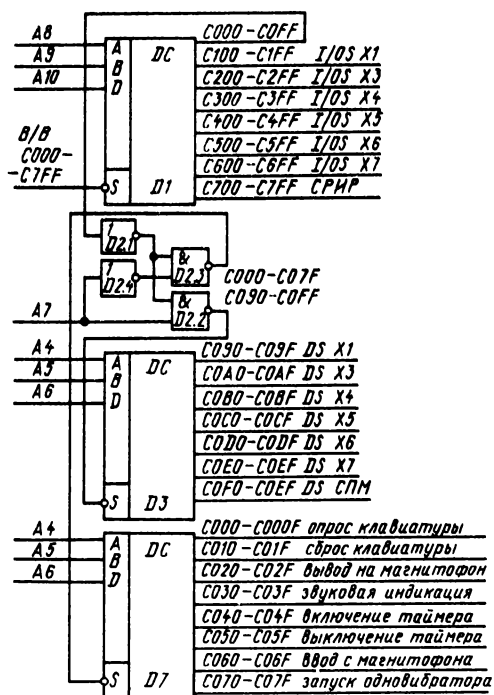 A8 A DC C000-C0FF
A9 B C100-C1FF I/OS X1
A10 D C200-C2FF I/OS X3
C300-C3FF I/OS X4
В/В C400-C4FF I/OS X5
C000- C500-C5FF I/OS X6
-C7FF C600-C6FF I/OS X7
S D1 C700-C7FF СРИР
1 D2.1
1 D2.4 & D2.3 C000-C07F
C090-C0FF
A7 & D2.2
A4 A DC C090-C09F DS X1
A5 B C0A0-C0AF DS X3
A6 D C0B0-C0BF DS X4
C0C0-C0CF DS X5
C0D0-C0DF DS X6
C0E0-C0EF DS X7
S D3 C0F0-C0EF DS СПМ
A4 A DC C000-C000F опрос клавиатуры
A5 B C010-C01F сброс клавиатуры
A6 D C020-C02F вывод на магнитофон
C030-C03F звуковая индикация
C040-C04F включение таймера
C050-C05F выключение таймера
C060-C06F ввод с магнитофона
S D7 C070-C07F запуск одновибратора